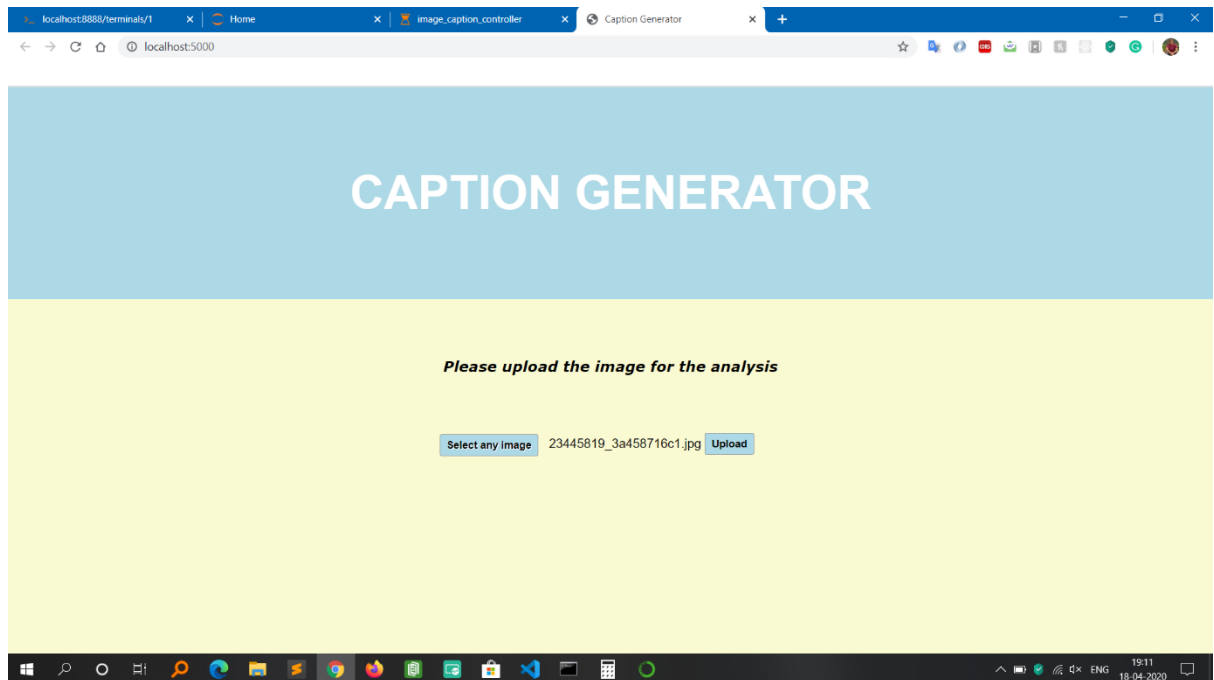 localhost:8888/terminals/1
Home
image_caption_controller
Caption Generator
localhost:5000
CAPTION GENERATOR
Please upload the image for the analysis
Select any image 23445819_3a458716c1.jpg Upload
ENG
19:11
18-04-2020